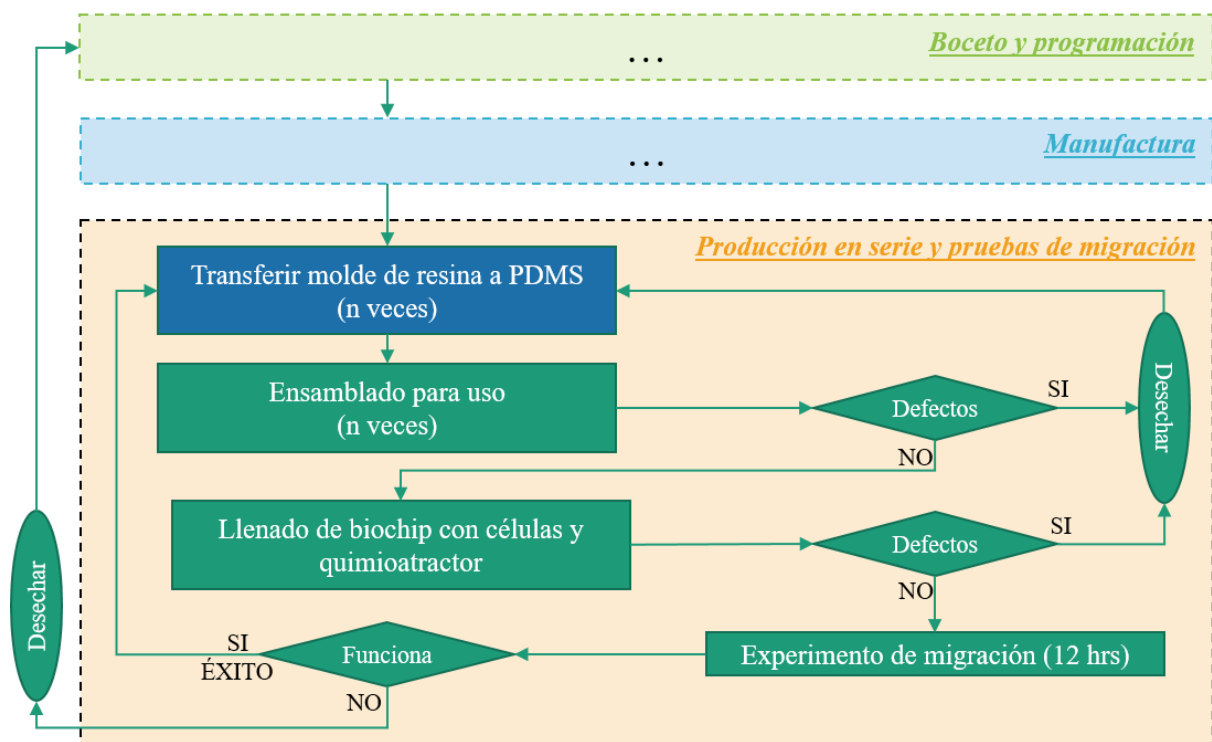 Boceto y programación
...
Manufactura
...
Producción en serie y pruebas de migración
Transferir molde de resina a PDMS
(n veces)
Ensamblado para uso
(n veces)
Defectos
SI
NO
Desechar
Llenado de biochip con células y
quimioatractor
Defectos
SI
NO
Experimento de migración (12 hrs)
Funciona
SI
ÉXITO
NO
Desechar